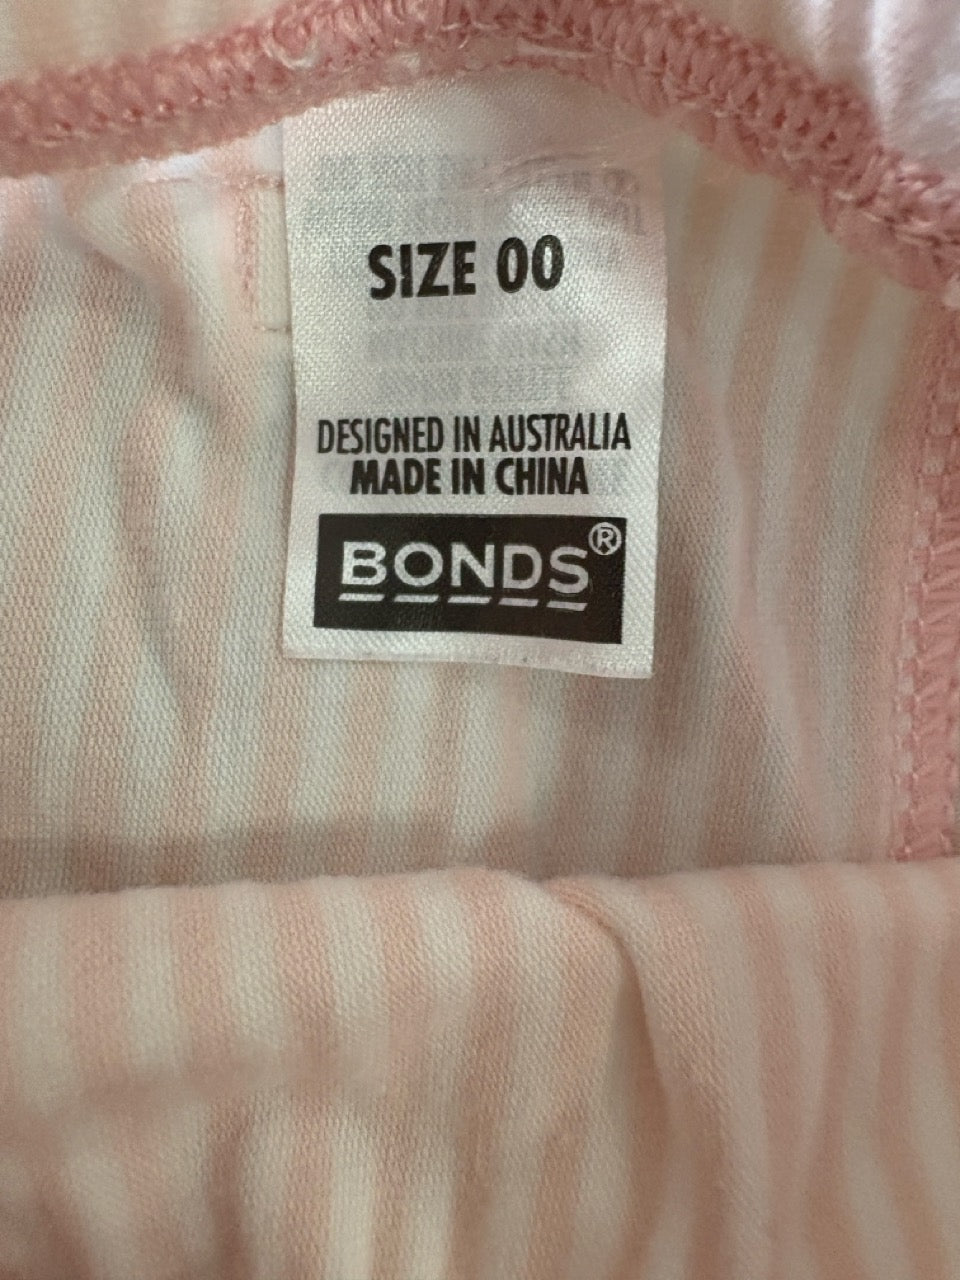 SIZE 00
DESIGNED IN AUSTRALIA
MADE IN CHINA
BONDS®